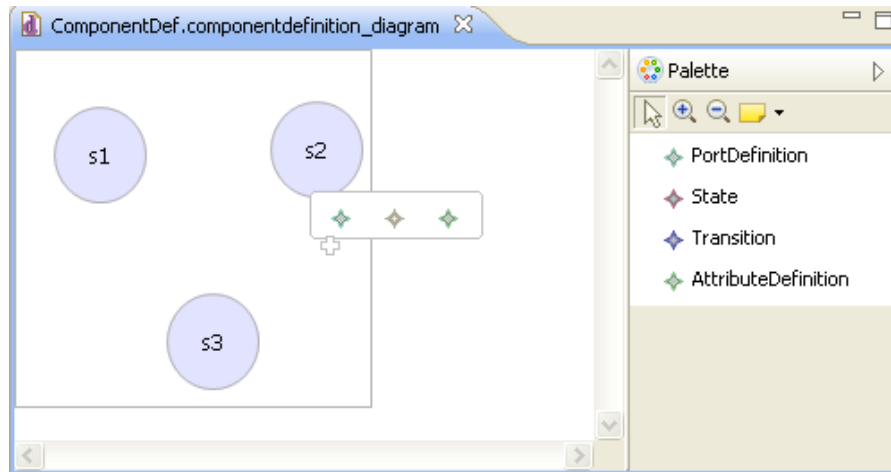 ComponentDef.componentdefinition_diagram
Palette
s1
s2
s3
PortDefinition
State
Transition
AttributeDefinition